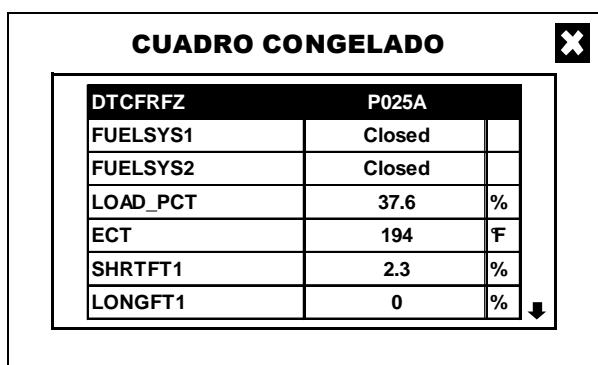 CUADRO CONGELADO
DTCFRFZ P025A
FUELSYS1 Closed
FUELSYS2 Closed
LOAD_PCT 37.6 %
ECT 194 °F
SHRTFT1 2.3 %
LONGFT1 0 %